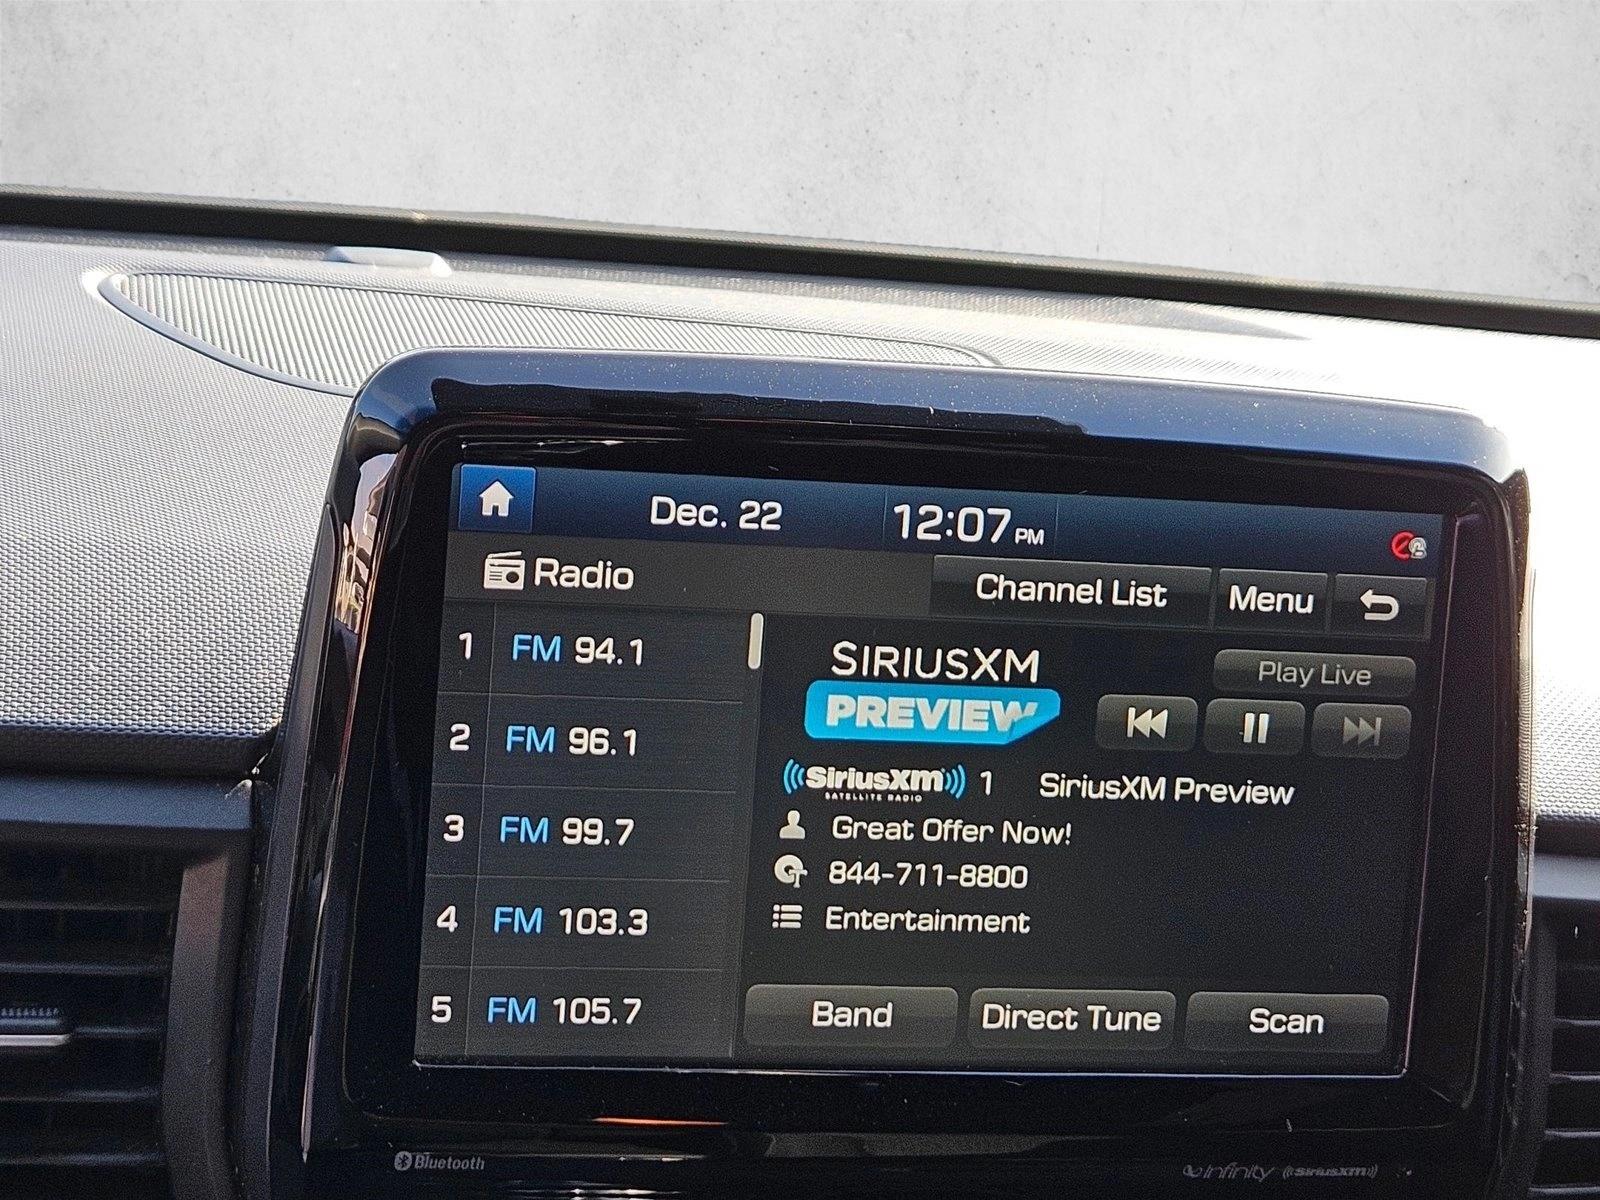 Dec. 22
12:07 PM
Radio
Channel List
Menu
1 FM 94.1
2 FM 96.1
3 FM 99.7
4 FM 103.3
5 FM 105.7
SIRIUSXM
PREVIEW
Play Live
((SiriusXM)) 1 SiriusXM Preview
SATELLITE RADIO
Great Offer Now!
844-711-8800
Entertainment
Band
Direct Tune
Scan
Bluetooth
infinity ((SiriusXM))